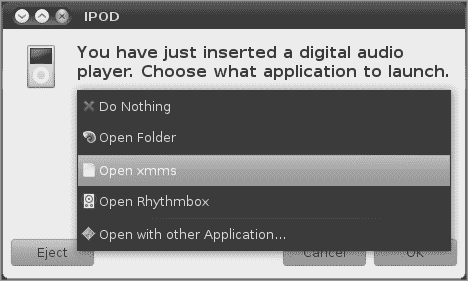 IPOD
You have just inserted a digital audio
player. Choose what application to launch.
Do Nothing
Open Folder
Open xmms
Open Rhythmbox
Open with other Application...
Eject
Cancel
OK